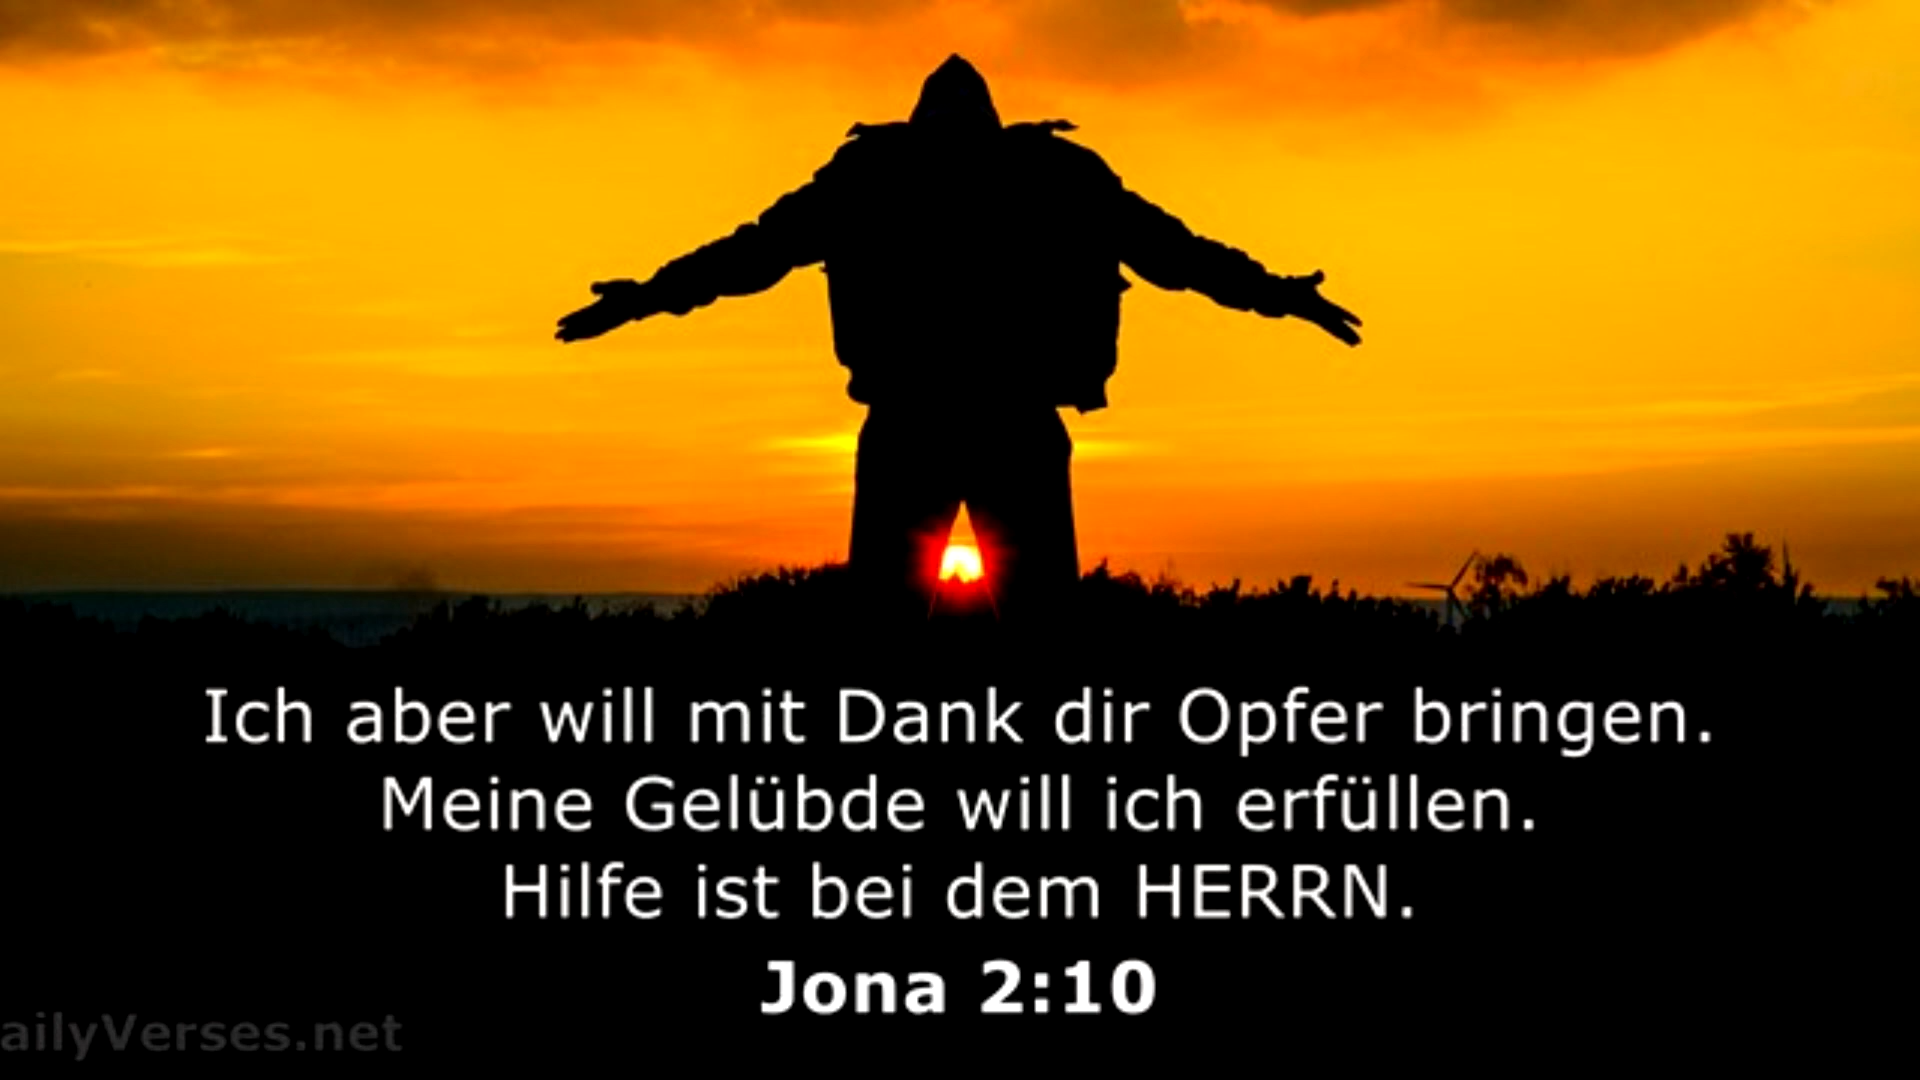 Ich aber will mit Dank dir Opfer bringen.
Meine Gelübde will ich erfüllen.
Hilfe ist bei dem HERRN.
Jona 2:10
ailyVerses.net